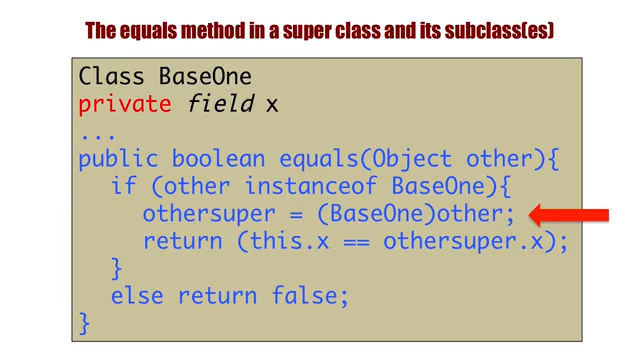 The equals method in a super class and its subclass(es)
Class BaseOne
private field x
...
public boolean equals(Object other){
if (other instanceof BaseOne){
othersuper = (BaseOne)other;
return (this.x == othersuper.x);
}
else return false;
}